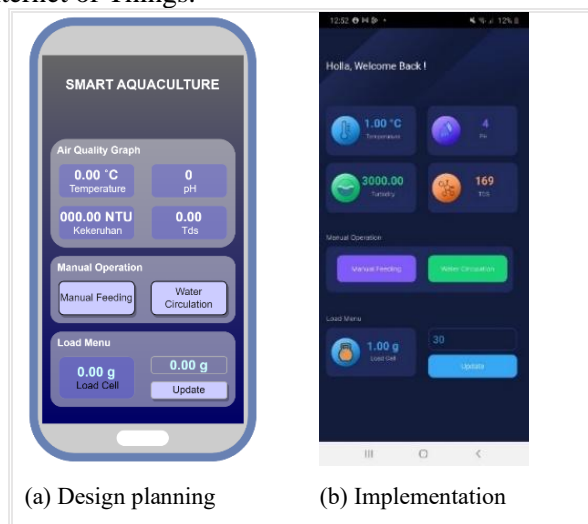 ternet of Things.
SMART AQUACULTURE
Air Quality Graph
0.00 ˚C
Temperature
0
pH
000.00 NTU
Kekeruhan
0.00
Tds
Manual Operation
Manual Feeding
Water
Circulation
Load Menu
0.00 g
Load Cell
0.00 g
Update
(a) Design planning
12:52
12%
Holla, Welcome Back !
1.00 °C
Temperature
4
PH
3000.00
Turbidity
169
TDS
Manual Operation
Manual Feeding
Water Circulation
Load Menu
1.00 g
Load Cell
30
Update
(b) Implementation